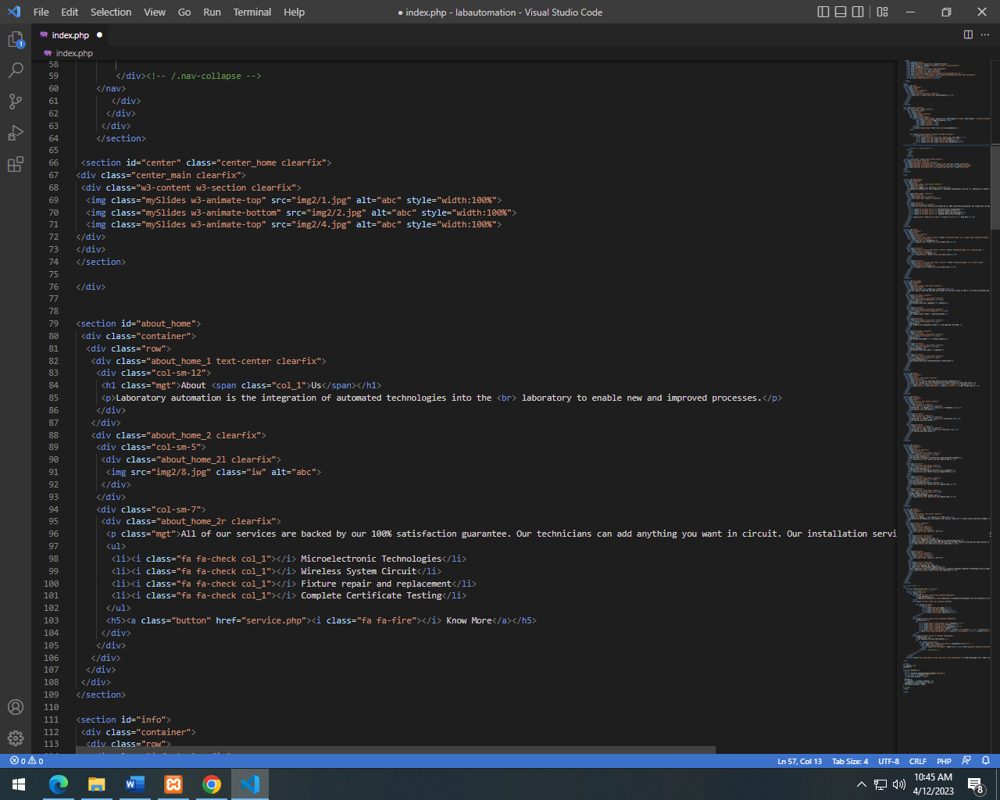 File Edit Selection View Go Run Terminal Help
● index.php - labautomation - Visual Studio Code
index.php ●
index.php
1
58
59 </div><!-- /.nav-collapse -->
60 </nav>
61 </div>
62 </div>
63 </div>
64 </section>
65
66 <section id="center" class="center_home clearfix">
67 <div class="center_main clearfix">
68 <div class="w3-content w3-section clearfix">
69 <img class="mySlides w3-animate-top" src="img2/1.jpg" alt="abc" style="width:100%">
70 <img class="mySlides w3-animate-bottom" src="img2/2.jpg" alt="abc" style="width:100%">
71 <img class="mySlides w3-animate-top" src="img2/4.jpg" alt="abc" style="width:100%">
72 </div>
73 </div>
74 </section>
75
76 </div>
77
78
79 <section id="about_home">
80 <div class="container">
81 <div class="row">
82 <div class="about_home_1 text-center clearfix">
83 <div class="col-sm-12">
84 <h1 class="mgt">About <span class="col_1">Us</span></h1>
85 <p>Laboratory automation is the integration of automated technologies into the <br> laboratory to enable new and improved processes.</p>
86 </div>
87 </div>
88 <div class="about_home_2 clearfix">
89 <div class="col-sm-5">
90 <div class="about_home_2l clearfix">
91 <img src="img2/8.jpg" class="iw" alt="abc">
92 </div>
93 </div>
94 <div class="col-sm-7">
95 <div class="about_home_2r clearfix">
96 <p class="mgt">All of our services are backed by our 100% satisfaction guarantee. Our technicians can add anything you want in circuit. Our installation servi
97 <ul>
98 <li><i class="fa fa-check col_1"></i> Microelectronic Technologies</li>
99 <li><i class="fa fa-check col_1"></i> Wireless System Circuit</li>
100 <li><i class="fa fa-check col_1"></i> Fixture repair and replacement</li>
101 <li><i class="fa fa-check col_1"></i> Complete Certificate Testing</li>
102 </ul>
103 <h5><a class="button" href="service.php"><i class="fa fa-fire"></i> Know More</a></h5>
104 </div>
105 </div>
106 </div>
107 </div>
108 </div>
109 </section>
110
111 <section id="info">
112 <div class="container">
113 <div class="row">
0 0 Ln 57, Col 13 Tab Size: 4 UTF-8 CRLF PHP
10:45 AM
4/12/2023
8